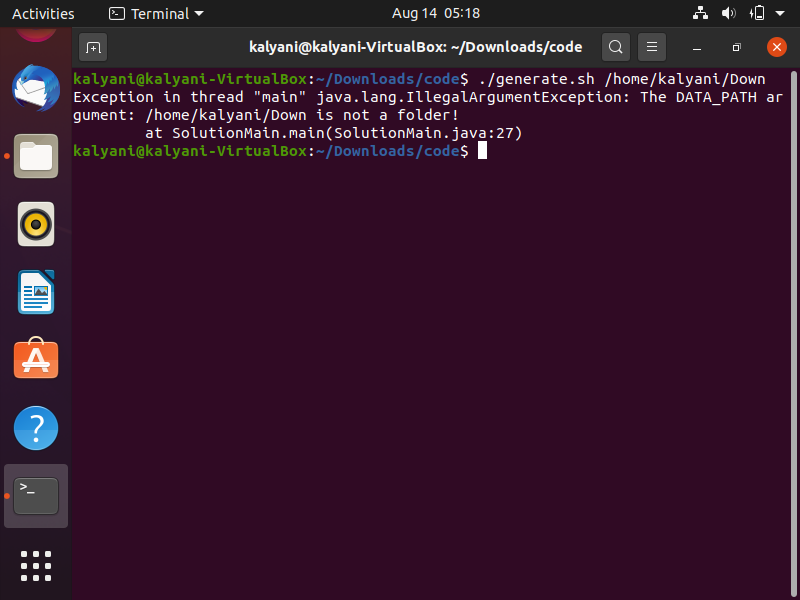 Activities Terminal Aug 14 05:18
kalyani@kalyani-VirtualBox: ~/Downloads/code
kalyani@kalyani-VirtualBox:~/Downloads/code$ ./generate.sh /home/kalyani/Down
Exception in thread "main" java.lang.IllegalArgumentException: The DATA_PATH ar
gument: /home/kalyani/Down is not a folder!
at SolutionMain.main(SolutionMain.java:27)
kalyani@kalyani-VirtualBox:~/Downloads/code$